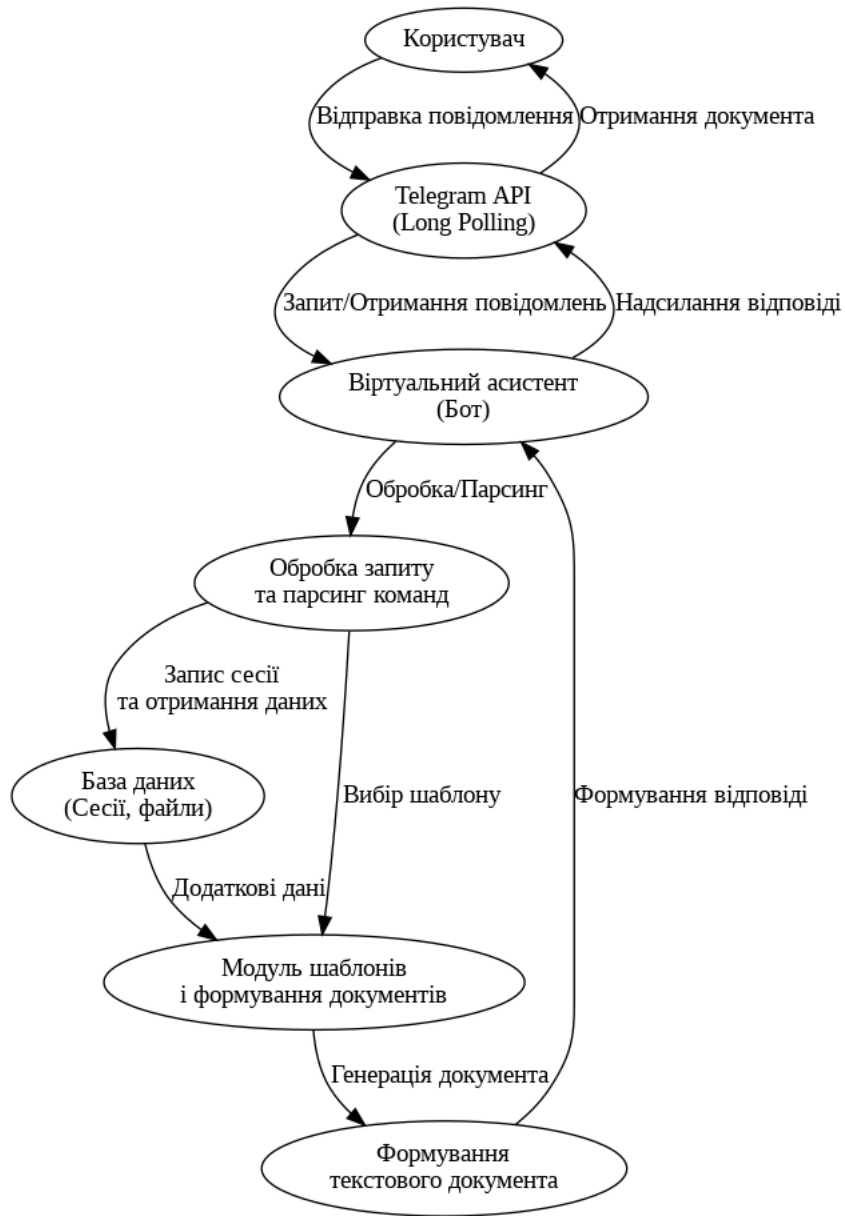 Користувач
Відправка повідомлення
Отримання документа
Telegram API
(Long Polling)
Запит/Отримання повідомлень
Надсилання відповіді
Віртуальний асистент
(Бот)
Обробка/Парсинг
Обробка запиту
та парсинг команд
Запис сесії
та отримання даних
База даних
(Сесії, файли)
Вибір шаблону
Формування відповіді
Додаткові дані
Модуль шаблонів
і формування документів
Генерація документа
Формування
текстового документа